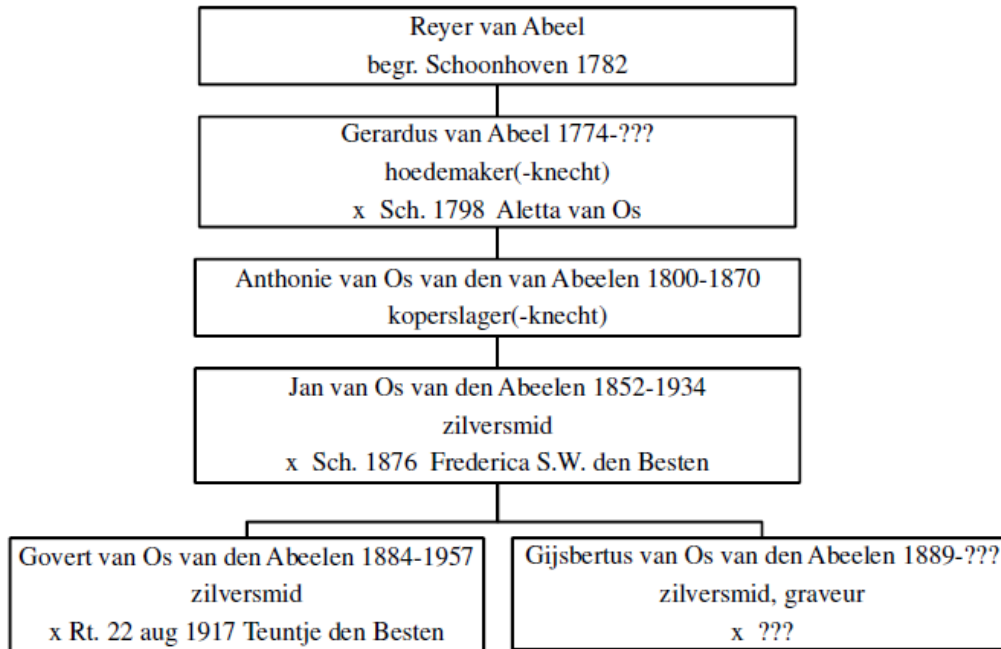 Reyer van Abeel
begr. Schoonhoven 1782
Gerardus van Abeel 1774-???
hoedemaker(-knecht)
x Sch. 1798 Aletta van Os
Anthonie van Os van den van Abeelen 1800-1870
koperslager(-knecht)
Jan van Os van den Abeelen 1852-1934
zilversmid
x Sch. 1876 Frederica S.W. den Besten
Govert van Os van den Abeelen 1884-1957
zilversmid
x Rt. 22 aug 1917 Teuntje den Besten
Gijsbertus van Os van den Abeelen 1889-???
zilversmid, graveur
x ???